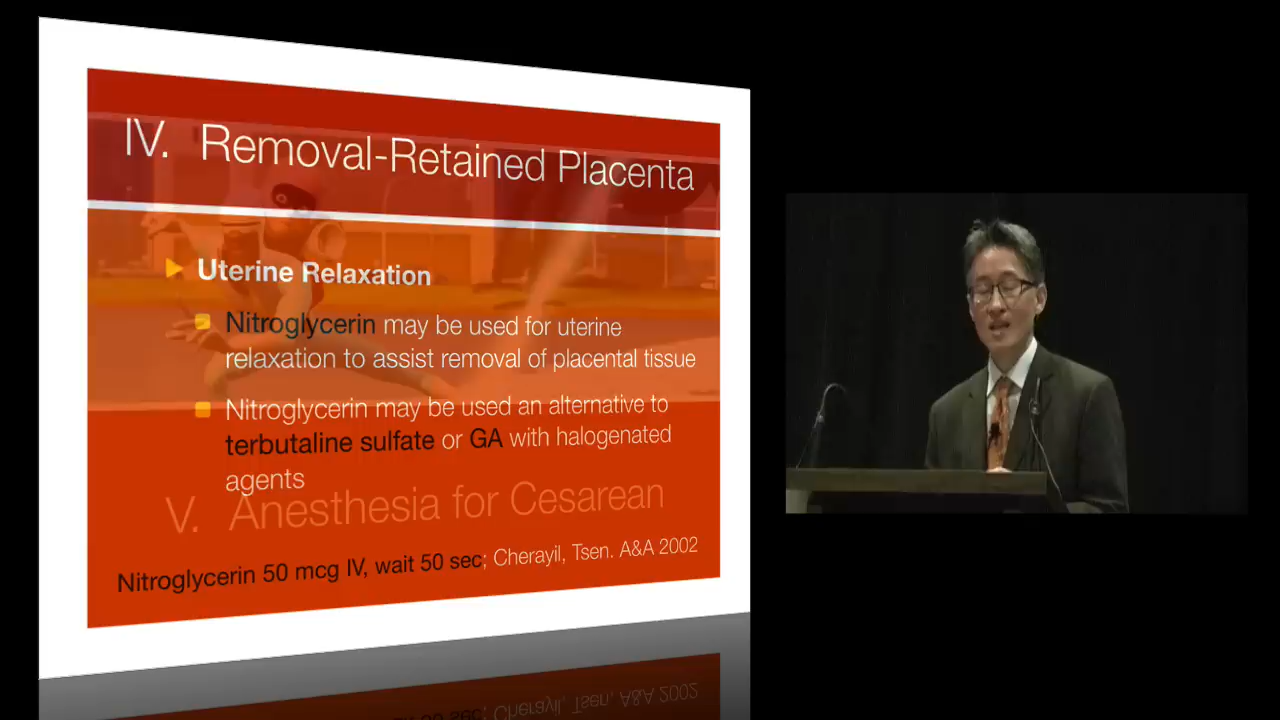 IV. Removal-Retained Placenta
Uterine Relaxation
Nitroglycerin may be used for uterine
relaxation to assist removal of placental tissue
Nitroglycerin may be used an alternative to
terbutaline sulfate or GA with halogenated
agents
V. Anesthesia for Cesarean
Nitroglycerin 50 mcg IV, wait 50 sec; Cherayil, Tsen. A&A 2002